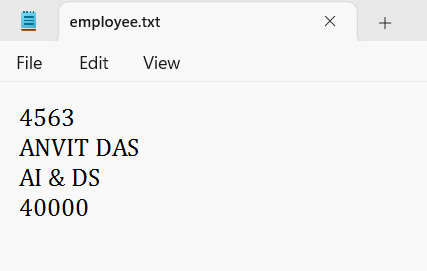 employee.txt
File Edit View
4563
ANVIT DAS
AI & DS
40000